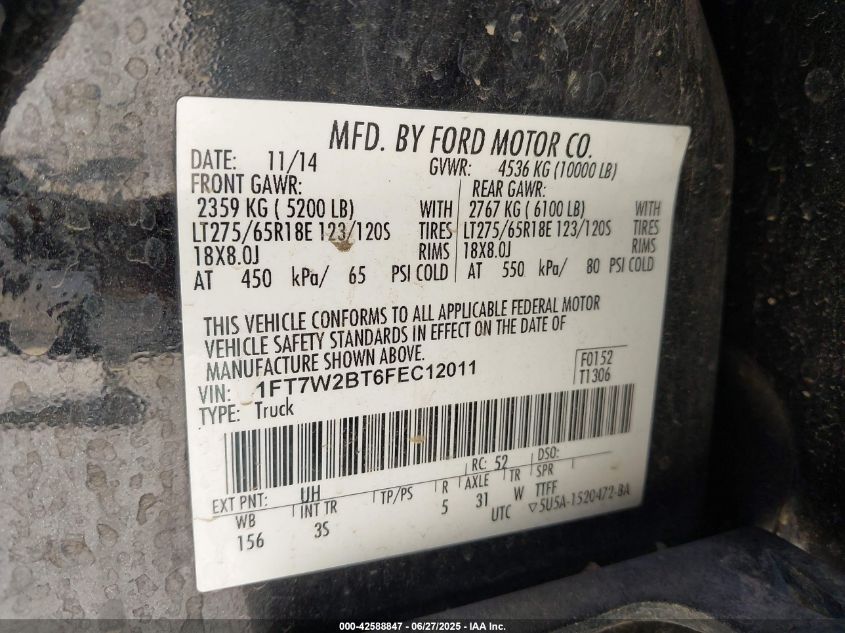 MFD. BY FORD MOTOR CO.
DATE: 11/14 GVWR: 4536 KG (10000 LB)
FRONT GAWR: REAR GAWR:
2359 KG ( 5200 LB) WITH 2767 KG ( 6100 LB) WITH
LT275/65R18E 123/120S TIRES LT275/65R18E 123/120S TIRES
18X8.0J RIMS 18X8.0J RIMS
AT 450 kPa/ 65 PSI COLD AT 550 kPa/ 80 PSI COLD
THIS VEHICLE CONFORMS TO ALL APPLICABLE FEDERAL MOTOR
VEHICLE SAFETY STANDARDS IN EFFECT ON THE DATE OF
MANUFACTURE SHOWN ABOVE.
VIN: 1FT7W2BT6FEC12011 F0152
TYPE: Truck T1306
RC: 52 DSO:
EXT PNT: UH TP/PS R AXLE TR SPR
WB INT TR 5 31 W TTFF
156 35 UTC ▽5U5A-1520472-BA
000-42588847 - 06/27/2025 - IAA Inc.